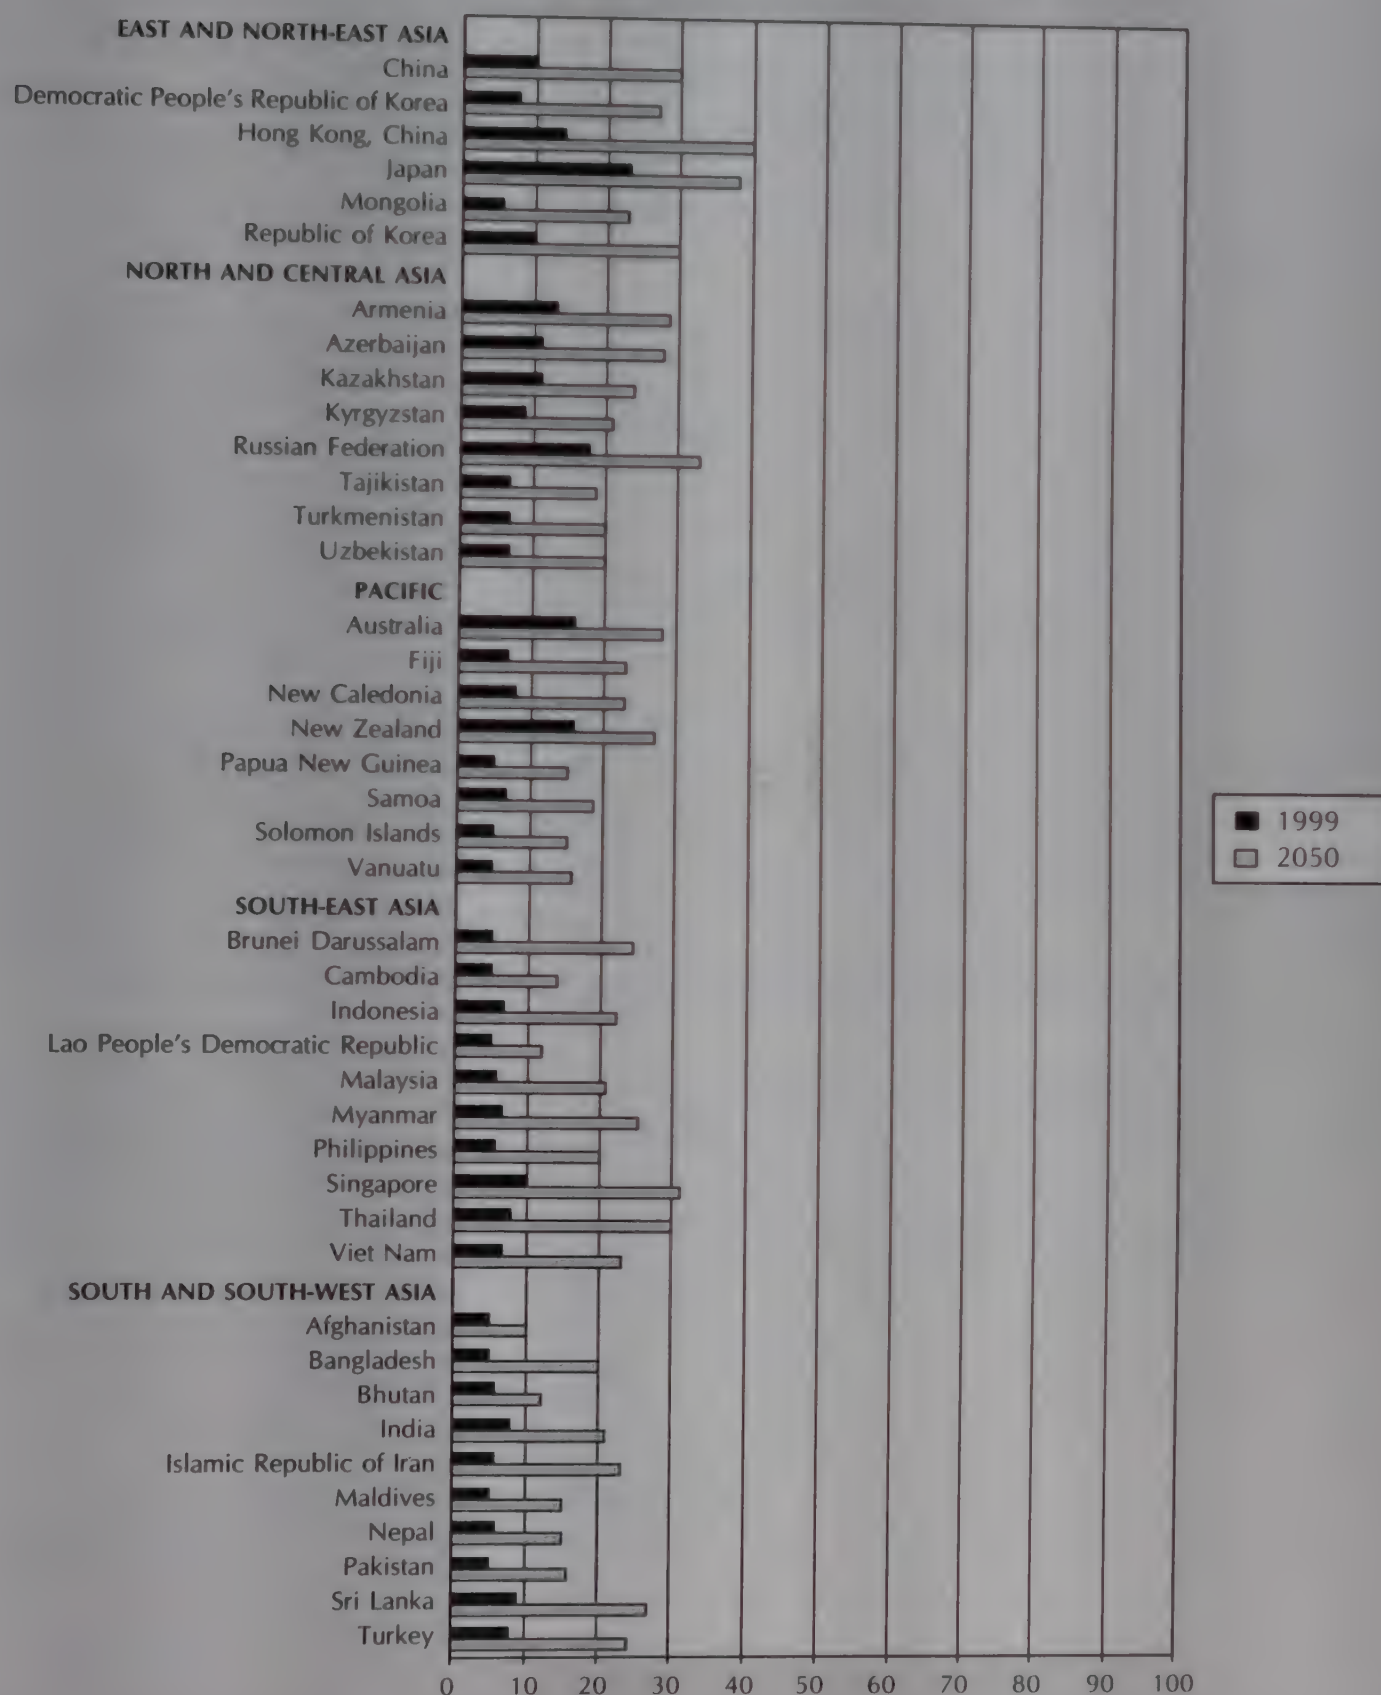 EAST AND NORTH-EAST ASIA
China
Democratic People's Republic of Korea
Hong Kong, China
Japan
Mongolia
Republic of Korea
NORTH AND CENTRAL ASIA
Armenia
Azerbaijan
Kazakhstan
Kyrgyzstan
Russian Federation
Tajikistan
Turkmenistan
Uzbekistan
PACIFIC
Australia
Fiji
New Caledonia
New Zealand
Papua New Guinea
Samoa
Solomon Islands
1999
2050
Vanuatu
SOUTH-EAST ASIA
Brunei Darussalam
Cambodia
Indonesia
Lao People's Democratic Republic
Malaysia
Myanmar
Philippines
Singapore
Thailand
Viet Nam
SOUTH AND SOUTH-WEST ASIA
Afghanistan
Bangladesh
Bhutan
India
Islamic Republic of Iran
Maldives
Nepal
Pakistan
Sri Lanka
Turkey
0 10 20 30 40 50 60 70 80 90 100